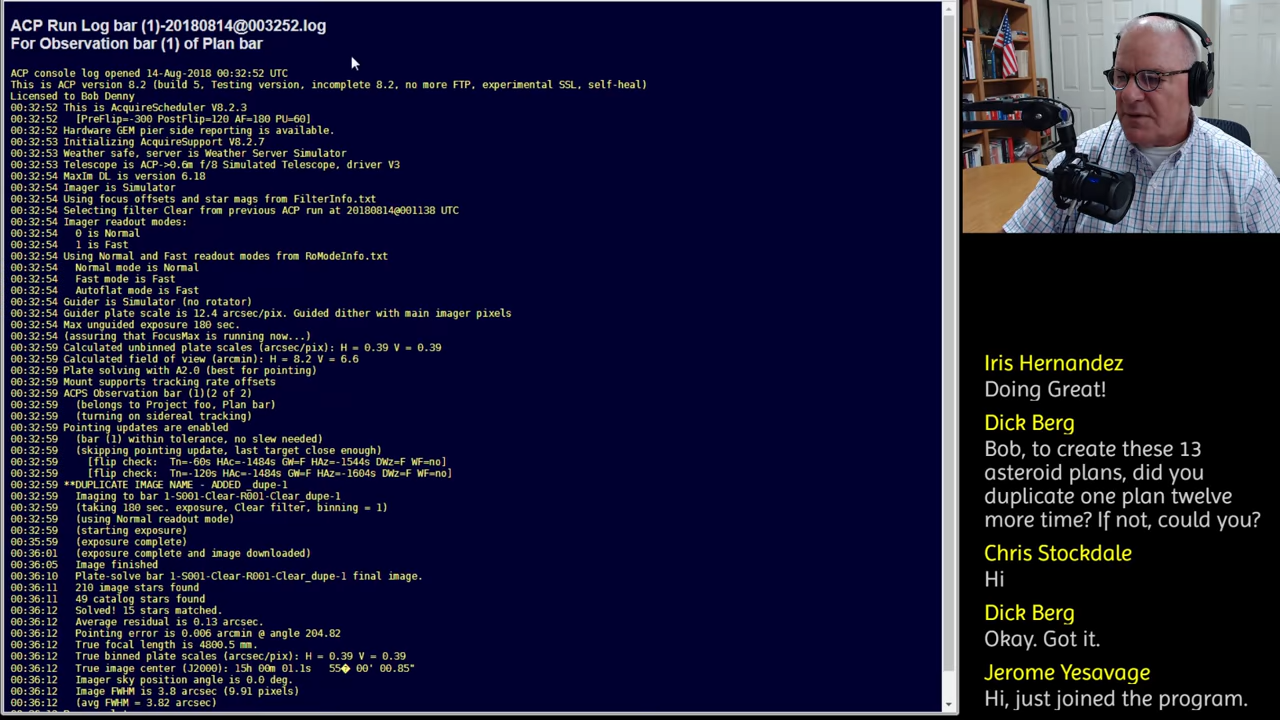 ACP Run Log bar (1)-20180814@003252.log
For Observation bar (1) of Plan bar
ACP console log opened 14-Aug-2018 00:32:52 UTC
This is ACP version 8.2 (build 5, Testing version, incomplete 8.2, no more FTP, experimental SSL, self-heal)
Licensed to Bob Denny
00:32:52 This is AcquireScheduler V8.2.3
00:32:52   [PreFlip=-300 PostFlip=120 AF=180 PU=60]
00:32:52 Hardware GEM pier side reporting is available.
00:32:53 Initializing AcquireSupport V8.2.7
00:32:53 Weather safe, server is Weather Server Simulator
00:32:53 Telescope is ACP->0.6m f/8 Simulated Telescope, driver V3
00:32:54 MaxIm DL is version 6.18
00:32:54 Imager is Simulator
00:32:54 Using focus offsets and star mags from FilterInfo.txt
00:32:54 Selecting filter Clear from previous ACP run at 20180814@001138 UTC
00:32:54 Imager readout modes:
00:32:54   0 is Normal
00:32:54   1 is Fast
00:32:54 Using Normal and Fast readout modes from RoModeInfo.txt
00:32:54   Normal mode is Normal
00:32:54   Fast mode is Fast
00:32:54   Autoflat mode is Fast
00:32:54 Guider is Simulator (no rotator)
00:32:54 Guider plate scale is 12.4 arcsec/pix. Guided dither with main imager pixels
00:32:54 Max unguided exposure 180 sec.
00:32:54 (assuring that FocusMax is running now...)
00:32:59 Calculated unbinned plate scales (arcsec/pix): H = 0.39 V = 0.39
00:32:59 Calculated field of view (arcmin): H = 8.2 V = 6.6
00:32:59 Plate solving with A2.0 (best for pointing)
00:32:59 Mount supports tracking rate offsets
00:32:59 ACPS Observation bar (1)(2 of 2)
00:32:59   (belongs to Project foo, Plan bar)
00:32:59   (turning on sidereal tracking)
00:32:59 Pointing updates are enabled
00:32:59   (bar (1) within tolerance, no slew needed)
00:32:59   (skipping pointing update, last target close enough)
00:32:59     [flip check:  Tn=-60s HAc=-1484s GW=F HAz=-1544s DWz=F WF=no]
00:32:59     [flip check:  Tn=-120s HAc=-1484s GW=F HAz=-1604s DWz=F WF=no]
00:32:59 **DUPLICATE IMAGE NAME - ADDED _dupe-1
00:32:59   Imaging to bar 1-S001-Clear-R001-Clear_dupe-1
00:32:59   (taking 180 sec. exposure, Clear filter, binning = 1)
00:32:59   (using Normal readout mode)
00:32:59   (starting exposure)
00:35:59   (exposure complete)
00:36:01   (exposure complete and image downloaded)
00:36:05   Image finished
00:36:10   Plate-solve bar 1-S001-Clear-R001-Clear_dupe-1 final image.
00:36:11   210 image stars found
00:36:11   49 catalog stars found
00:36:12   Solved! 15 stars matched.
00:36:12   Average residual is 0.13 arcsec.
00:36:12   Pointing error is 0.006 arcmin @ angle 204.82
00:36:12   True focal length is 4800.5 mm.
00:36:12   True binned plate scales (arcsec/pix): H = 0.39 V = 0.39
00:36:12   True image center (J2000): 15h 00m 01.1s   55� 00' 00.85"
00:36:12   Imager sky position angle is 0.0 deg.
00:36:12   Image FWHM is 3.8 arcsec (9.91 pixels)
00:36:12   (avg FWHM = 3.82 arcsec)
Iris Hernandez
Doing Great!
Dick Berg
Bob, to create these 13
asteroid plans, did you
duplicate one plan twelve
more time? If not, could you?
Chris Stockdale
Hi
Dick Berg
Okay. Got it.
Jerome Yesavage
Hi, just joined the program.